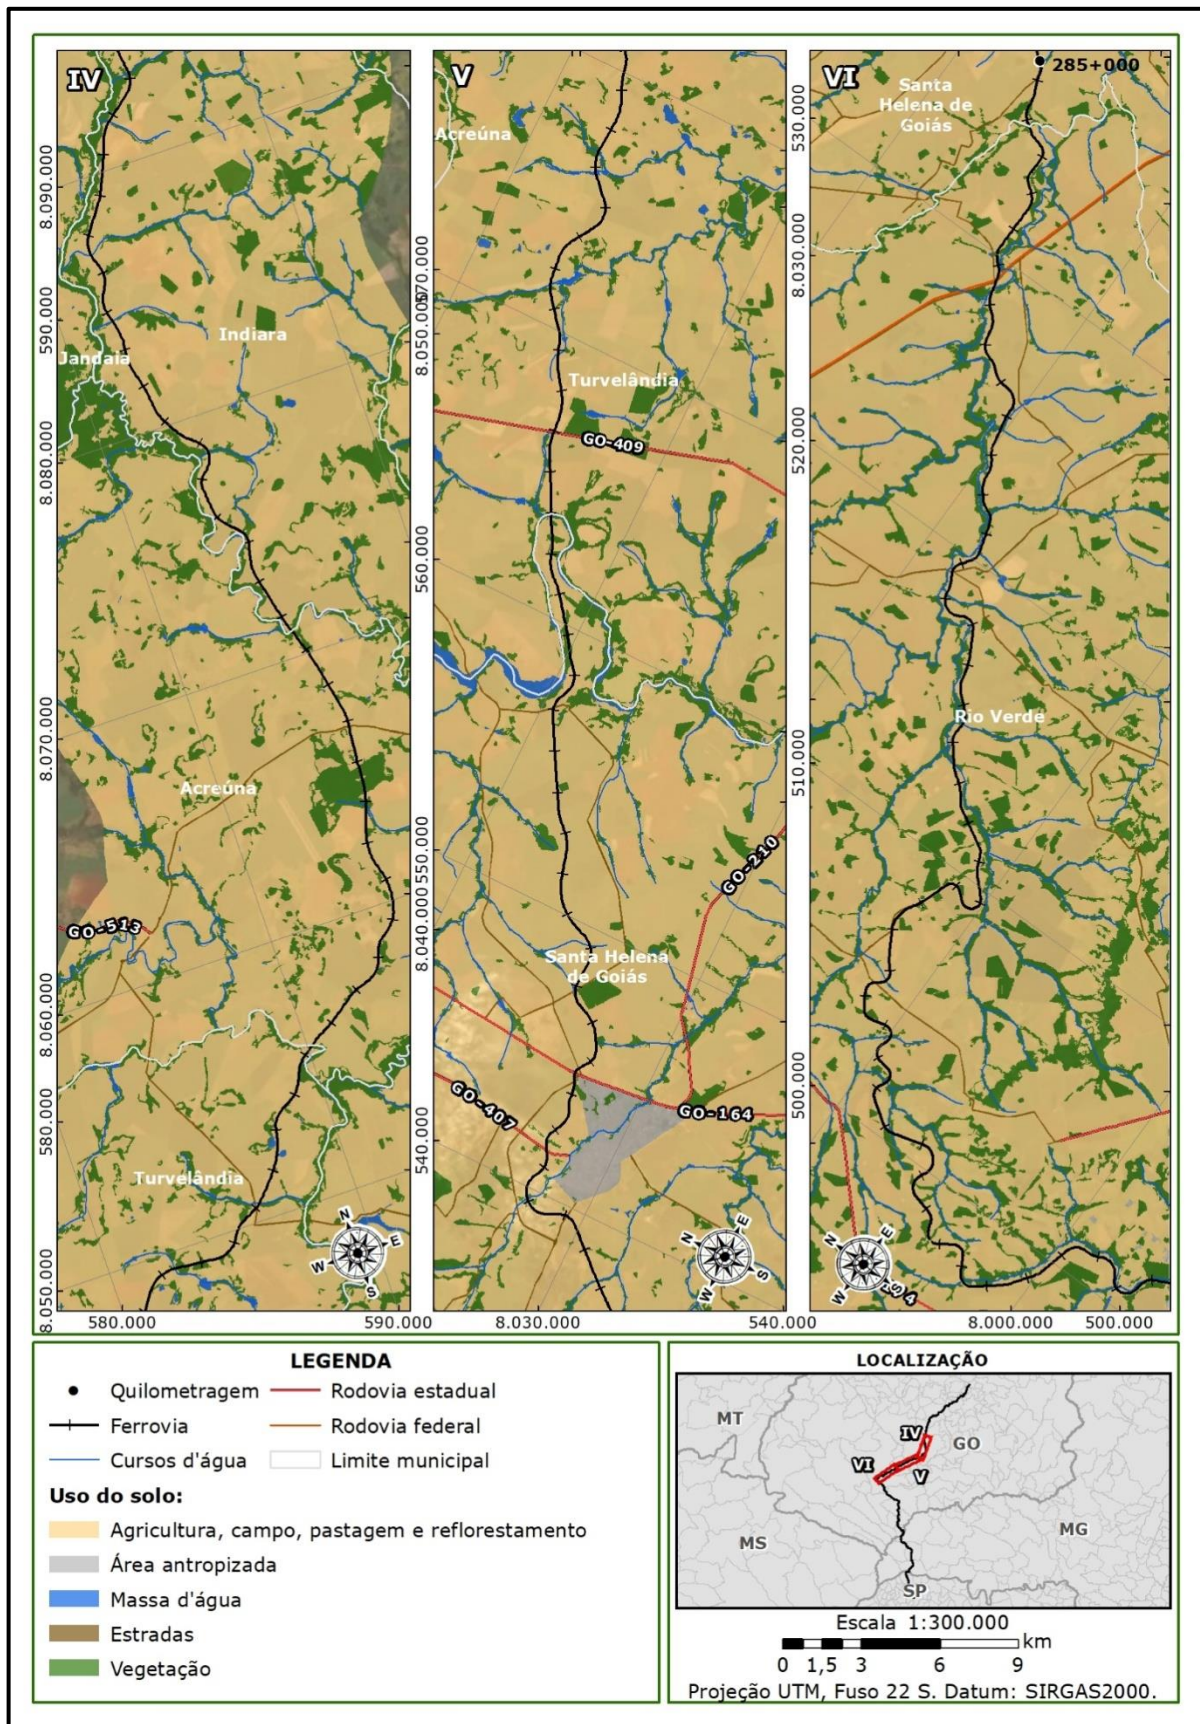 IV
8.090.000
590.000
Jandaia
Indiara
8.080.000
8.070.000
Acreúna
GO-513
8.060.000
580.000
Turvelândia
8.050.000
N
E
W
S
580.000
590.000
V
Acreúna
570.000
8.050.000
Turvelândia
GO-409
560.000
550.000
GO-210
8.040.000
Santa Helena
de Goiás
GO-407
GO-164
540.000
N
E
W
S
8.030.000
540.000
VI
285+000
Santa
Helena de
Goiás
530.000
8.030.000
520.000
Rio Verde
510.000
500.000
N
E
W
S
8.000.000
500.000
LEGENDA
Quilometragem
Rodovia estadual
Ferrovia
Rodovia federal
Cursos d'água
Limite municipal
Uso do solo:
Agricultura, campo, pastagem e reflorestamento
Área antropizada
Massa d'água
Estradas
Vegetação
LOCALIZAÇÃO
MT
IV
GO
VI
V
MS
MG
SP
Escala 1:300.000
km
0 1,5 3 6 9
Projeção UTM, Fuso 22 S. Datum: SIRGAS2000.